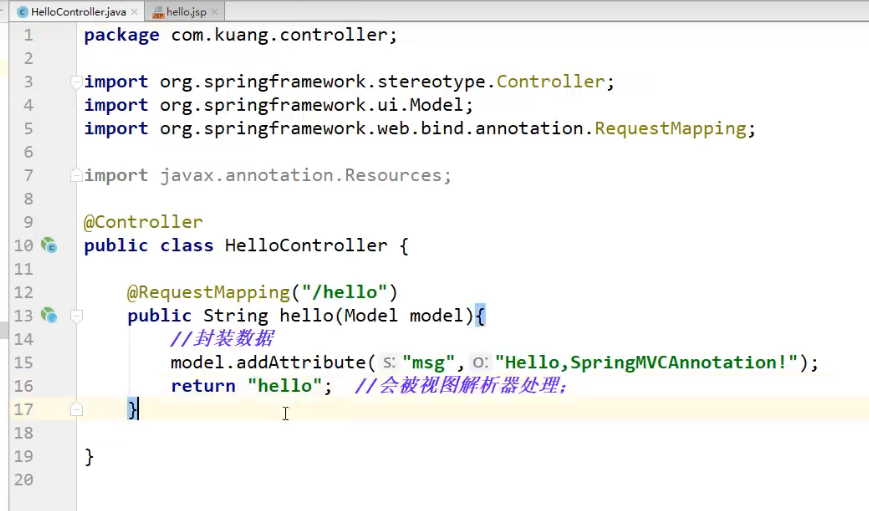 HelloController.java hello.jsp
1 package com.kuang.controller;
2
3 import org.springframework.stereotype.Controller;
4 import org.springframework.ui.Model;
5 import org.springframework.web.bind.annotation.RequestMapping;
6
7 import javax.annotation.Resources;
8
9 @Controller
10 public class HelloController {
11
12 @RequestMapping("/hello")
13 public String hello(Model model){
14 //封装数据
15 model.addAttribute( s: "msg", o: "Hello,SpringMVCAnnotation!");
16 return "hello"; //会被视图解析器处理;
17 }
18
19 }
20